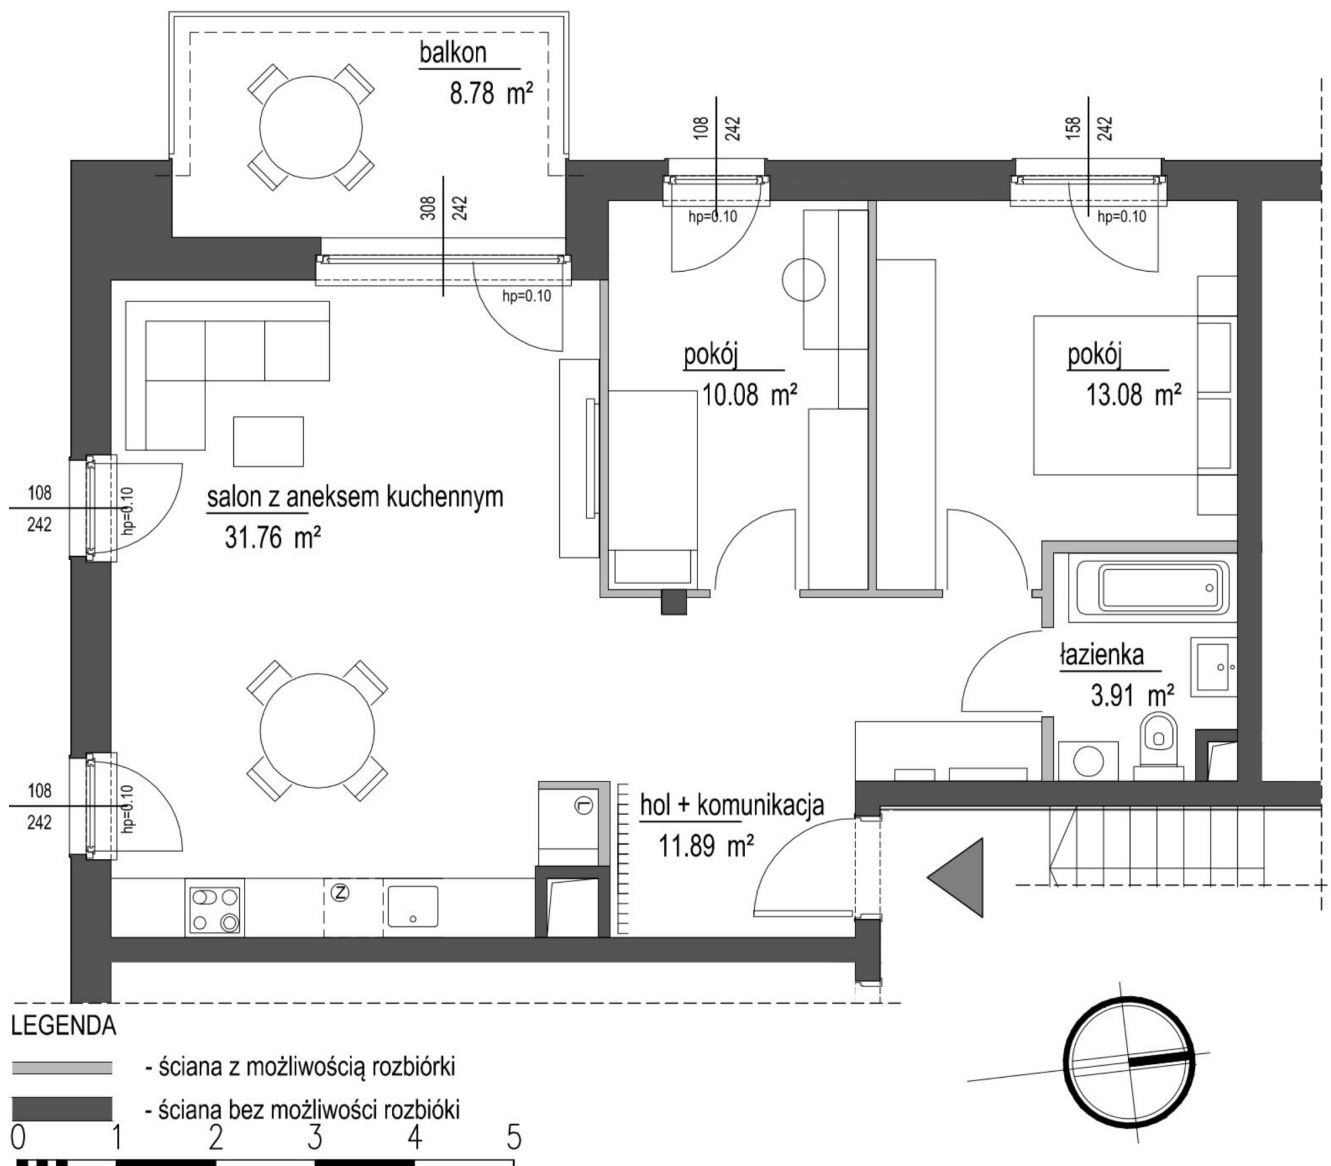 balkon
8.78 m²
108
242
158
242
308
242
hp=0.10
hp=0.10
hp=0.10
pokój
10.08 m²
pokój
13.08 m²
108
242
hp=0.10
salon z aneksem kuchennym
31.76 m²
łazienka
3.91 m²
108
242
hp=0.10
L
hol + komunikacja
11.89 m²
Z
LEGENDA
- ściana z możliwością rozbiórki
- ściana bez możliwości rozbióki
0 1 2 3 4 5